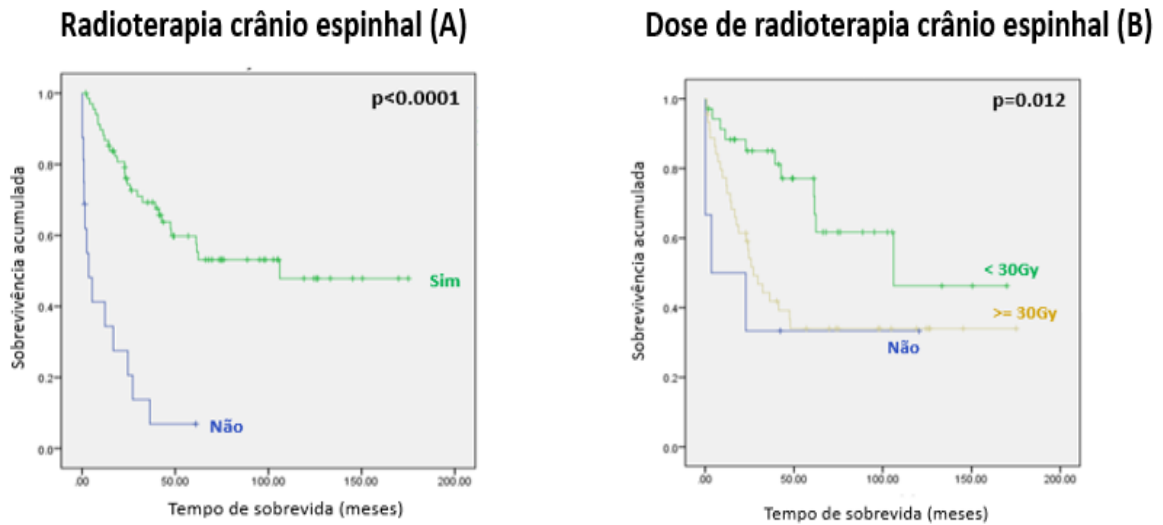 Radioterapia crânio espinhal (A)
p<0.0001
Sobrevivência acumulada
1.0
0.8
0.6
0.4
0.2
0.0
Sim
Não
.00
50.00
100.00
150.00
200.00
Tempo de sobrevida (meses)
Dose de radioterapia crânio espinhal (B)
p=0.012
Sobrevivência acumulada
1.0
0.8
0.6
0.4
0.2
0.0
< 30Gy
>= 30Gy
Não
.00
50.00
100.00
150.00
200.00
Tempo de sobrevida (meses)